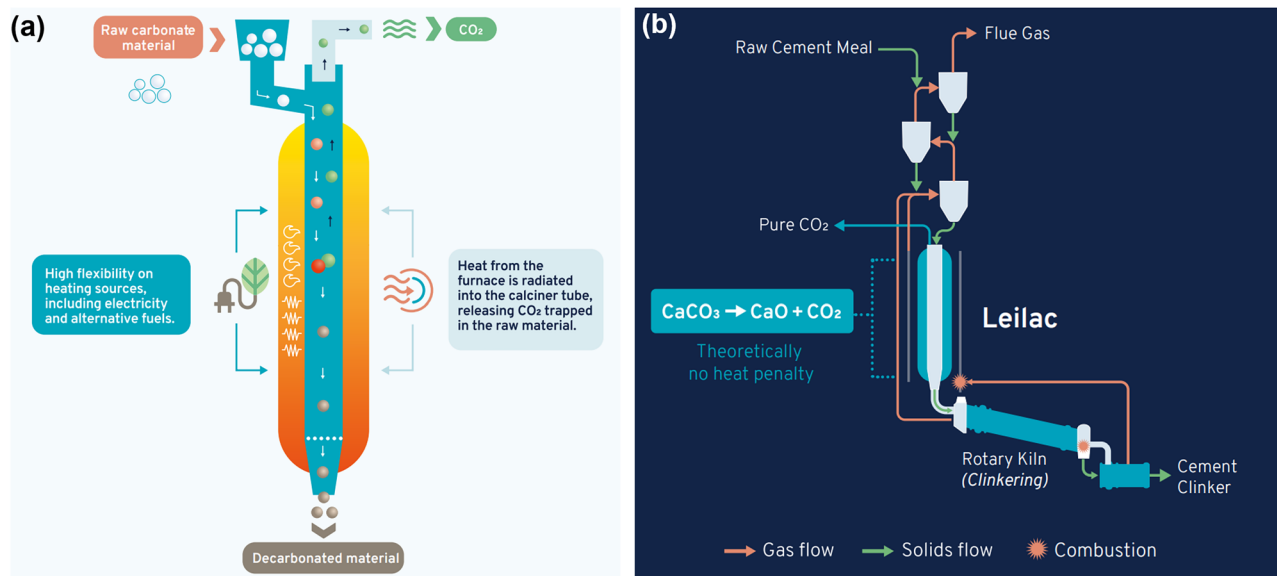 (a)
Raw carbonate
material
CO₂
High flexibility on
heating sources,
including electricity
and alternative fuels.
Heat from the
furnace is radiated
into the calciner tube,
releasing CO₂ trapped
in the raw material.
Decarbonated material
(b)
Flue Gas
Raw Cement Meal
Pure CO₂
CaCO₃ → CaO + CO₂
Theoretically
no heat penalty
Leilac
Rotary Kiln
(Clinkering)
Cement
Clinker
Gas flow
Solids flow
Combustion